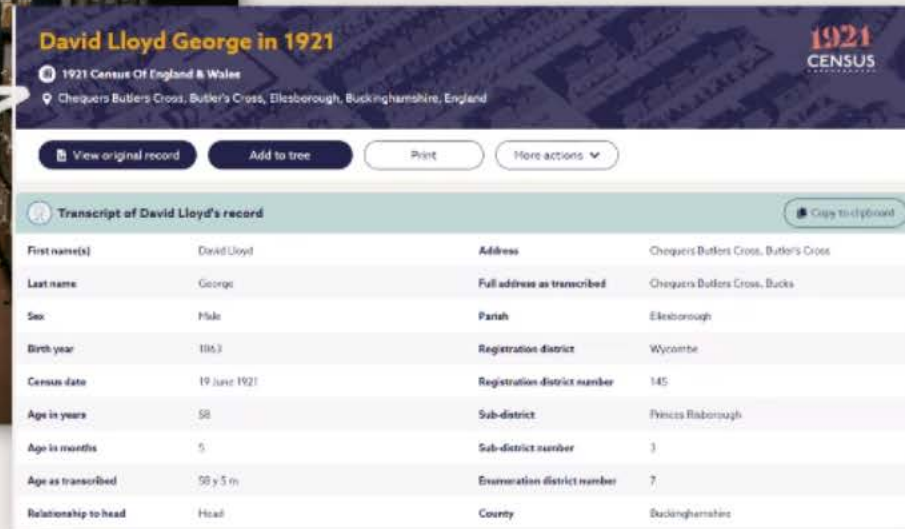 David Lloyd George in 1921
1921 Census Of England & Wales
Chequers Butlers Cross, Butler's Cross, Ellesborough, Buckinghamshire, England
1921
CENSUS
View original record Add to tree Print More actions
Transcript of David Lloyd's record Copy to clipboard
First name(s) David Lloyd Address Chequers Butlers Cross, Butler's Cross
Last name George Full address as transcribed Chequers Butlers Cross, Bucks
Sex Male Parish Ellesborough
Birth year 1863 Registration district Wycombe
Census date 19 June 1921 Registration district number 145
Age in years 58 Sub-district Princes Risborough
Age in months 5 Sub-district number 3
Age as transcribed 58 y 5 m Enumeration district number 7
Relationship to head Head County Buckinghamshire